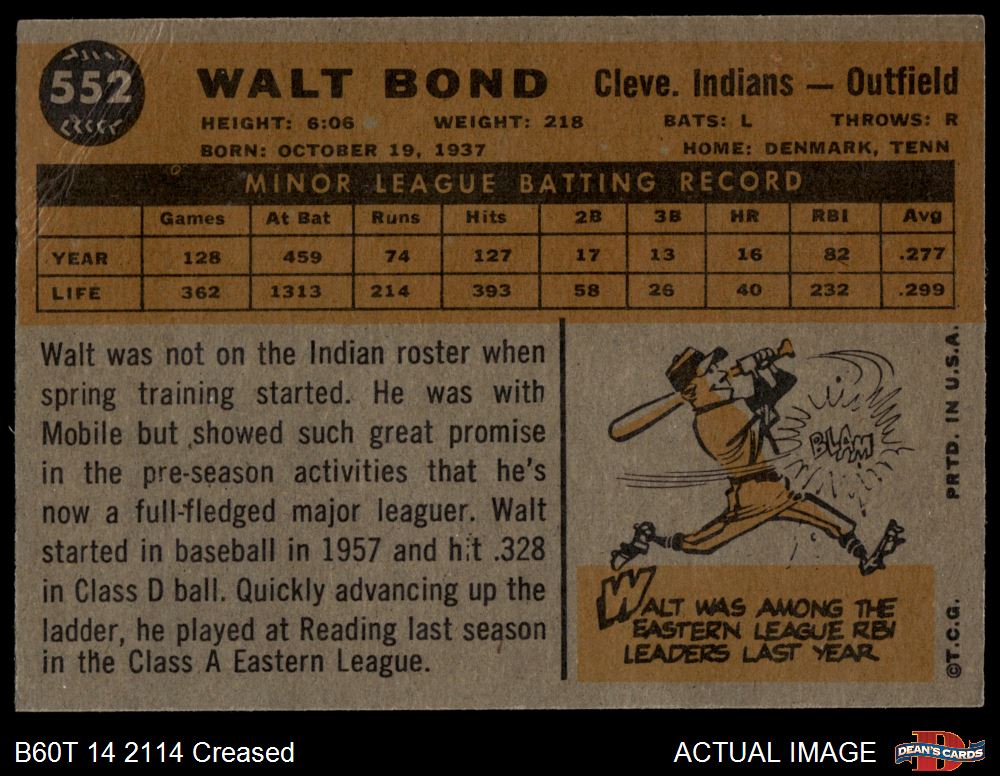 552
WALT BOND
Cleve. Indians — Outfield
HEIGHT: 6:06 WEIGHT: 218 BATS: L THROWS: R
BORN: OCTOBER 19, 1937 HOME: DENMARK, TENN
MINOR LEAGUE BATTING RECORD
Games At Bat Runs Hits 2B 3B HR RBI Avg
YEAR 128 459 74 127 17 13 16 82 .277
LIFE 362 1313 214 393 58 26 40 232 .299
Walt was not on the Indian roster when
spring training started. He was with
Mobile but showed such great promise
in the pre-season activities that he's
now a full-fledged major leaguer. Walt
started in baseball in 1957 and hit .328
in Class D ball. Quickly advancing up the
ladder, he played at Reading last season
in the Class A Eastern League.
BLAM
WALT WAS AMONG THE
EASTERN LEAGUE RBI
LEADERS LAST YEAR
©T.C.G. PRTD. IN U.S.A.
B60T 14 2114 Creased
ACTUAL IMAGE
D
DEAN'S CARDS